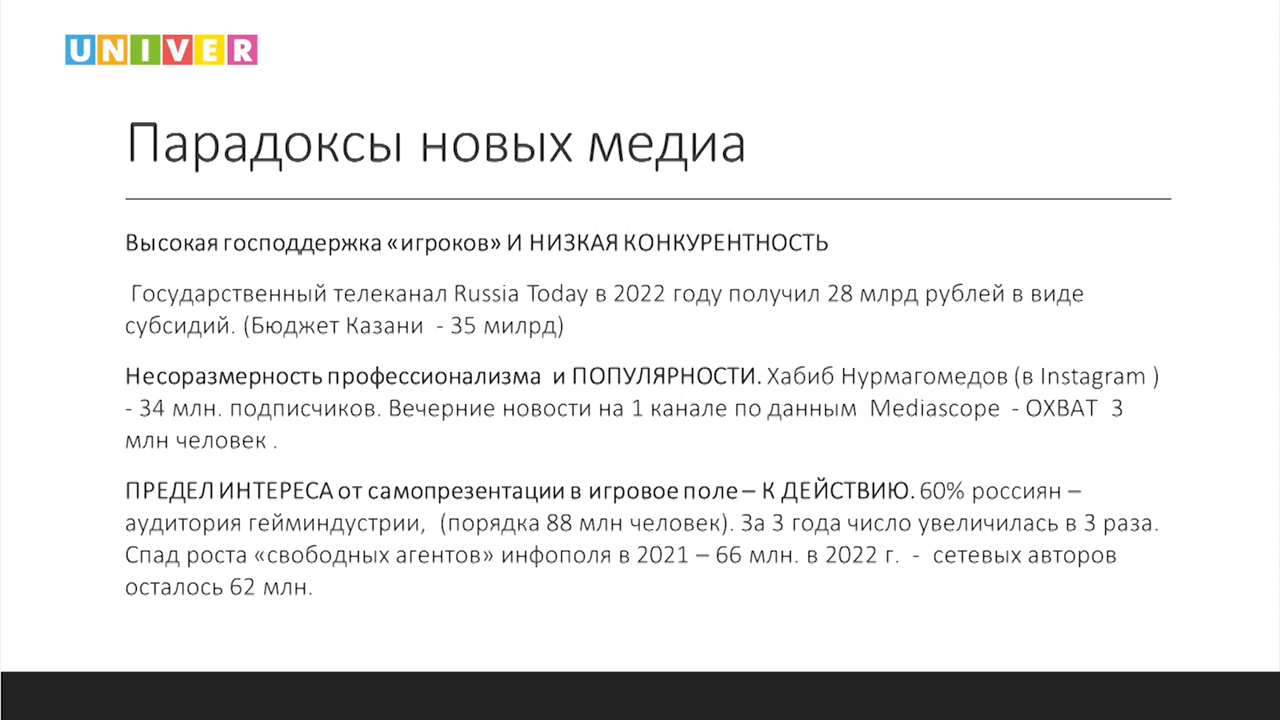 UNIVER
Парадоксы новых медиа
Высокая господдержка «игроков» И НИЗКАЯ КОНКУРЕНТНОСТЬ
Государственный телеканал Russia Today в 2022 году получил 28 млрд рублей в виде
субсидий. (Бюджет Казани - 35 милрд)
Несоразмерность профессионализма и ПОПУЛЯРНОСТИ. Хабиб Нурмагомедов (в Instagram )
- 34 млн. подписчиков. Вечерние новости на 1 канале по данным Mediascope - ОХВАТ 3
млн человек .
ПРЕДЕЛ ИНТЕРЕСА от самопрезентации в игровое поле – К ДЕЙСТВИЮ. 60% россиян –
аудитория гейминдустрии, (порядка 88 млн человек). За 3 года число увеличилась в 3 раза.
Спад роста «свободных агентов» инфополя в 2021 – 66 млн. в 2022 г. - сетевых авторов
осталось 62 млн.